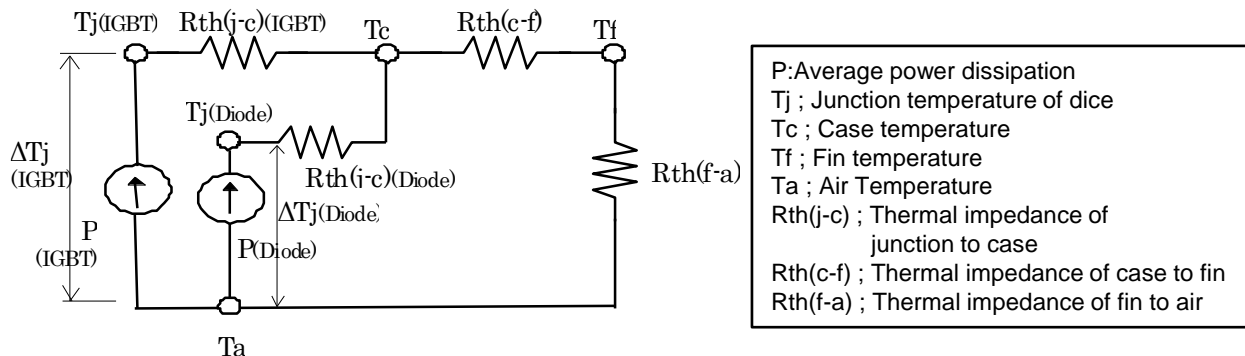 Tj(IGBT)
Rth(j-c)(IGBT)
Tc
Rth(c-f)
Tf
Tj(Diode)
ΔTj
(IGBT)
Rth(j-c)(Diode)
Rth(f-a)
ΔTj(Diode)
P
(IGBT)
P(Diode)
Ta
P:Average power dissipation
Tj ; Junction temperature of dice
Tc ; Case temperature
Tf ; Fin temperature
Ta ; Air Temperature
Rth(j-c) ; Thermal impedance of
junction to case
Rth(c-f) ; Thermal impedance of case to fin
Rth(f-a) ; Thermal impedance of fin to air